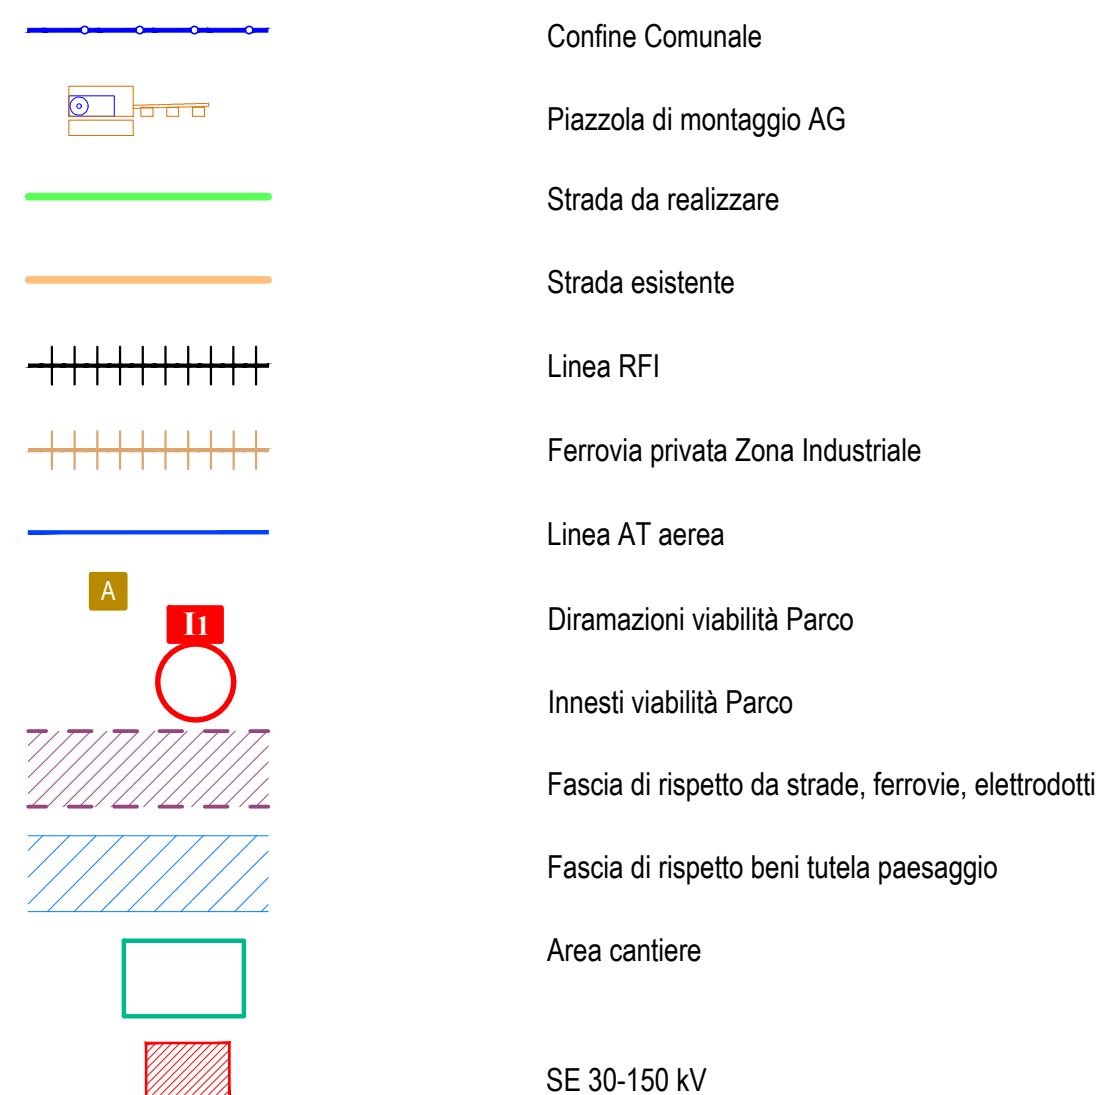 Confine Comunale
Piazzola di montaggio AG
Strada da realizzare
Strada esistente
Linea RFI
Ferrovia privata Zona Industriale
Linea AT aerea
A
Diramazioni viabilità Parco
I1
Innesti viabilità Parco
Fascia di rispetto da strade, ferrovie, elettrodotti
Fascia di rispetto beni tutela paesaggio
Area cantiere
SE 30-150 kV